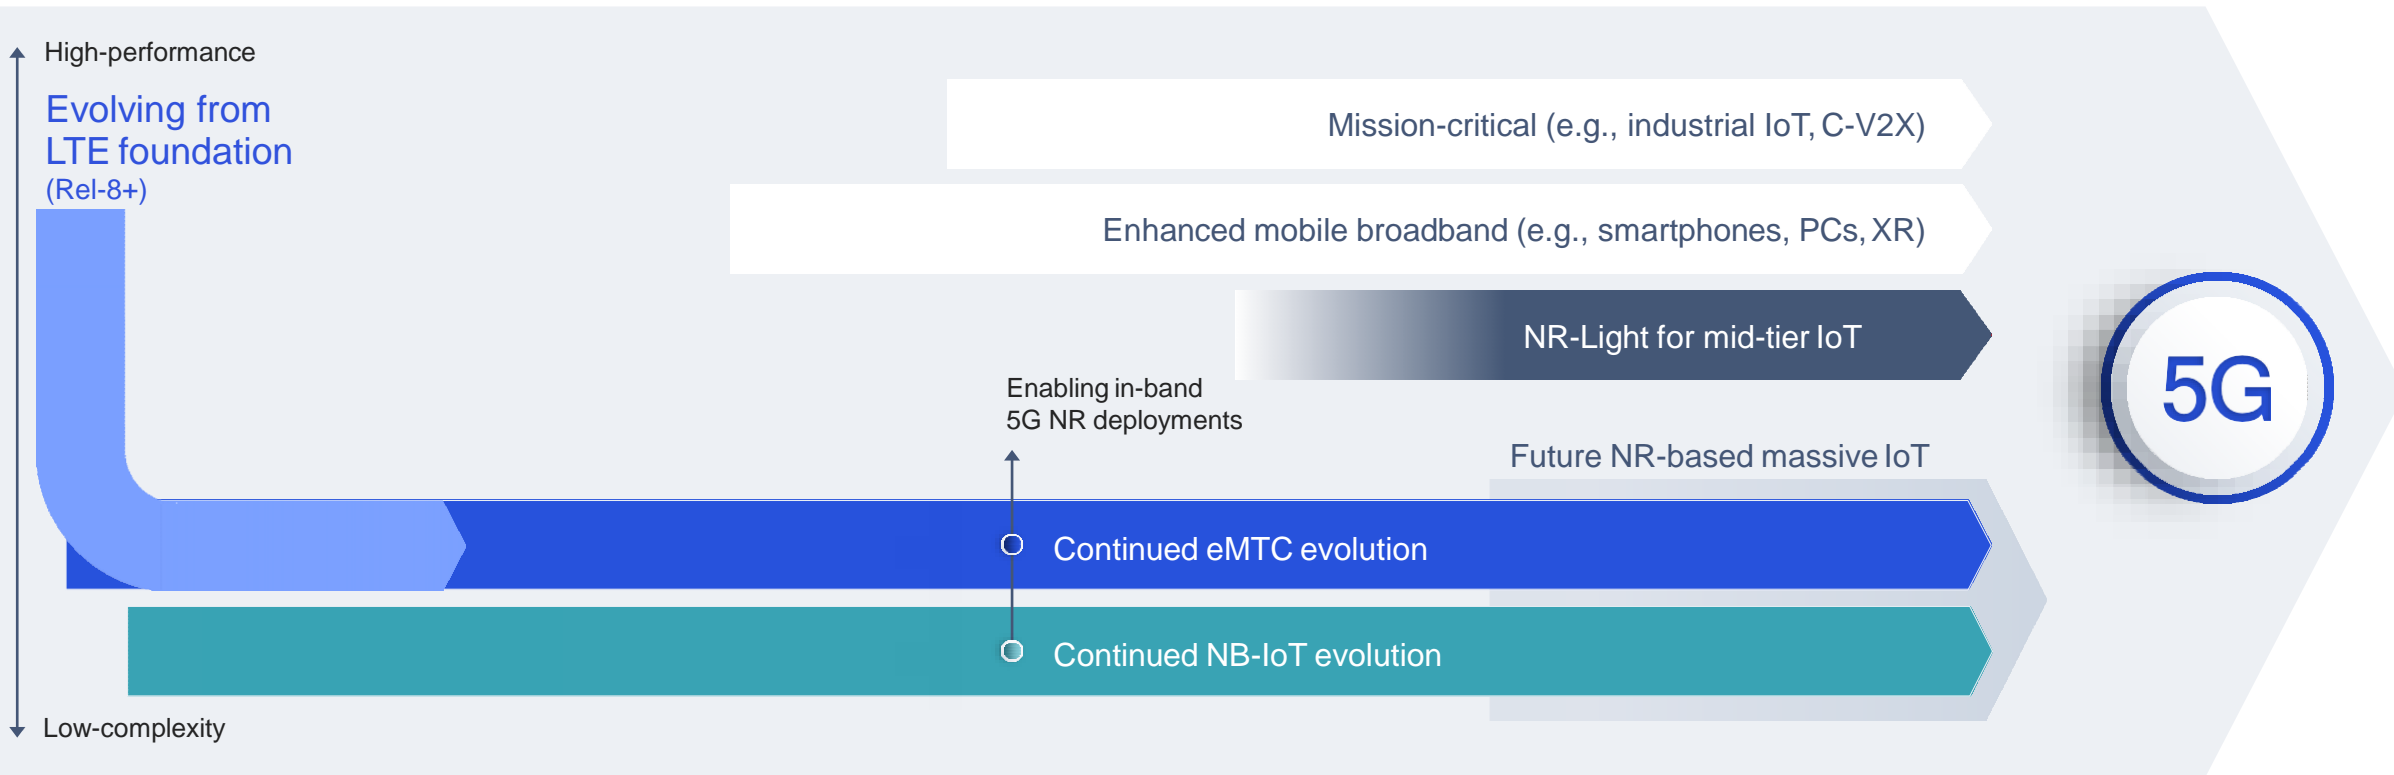 High-performance
Evolving from
LTE foundation
(Rel-8+)
Mission-critical (e.g., industrial IoT, C-V2X)
Enhanced mobile broadband (e.g., smartphones, PCs, XR)
NR-Light for mid-tier IoT
5G
Enabling in-band
5G NR deployments
Future NR-based massive IoT
Continued eMTC evolution
Continued NB-IoT evolution
Low-complexity